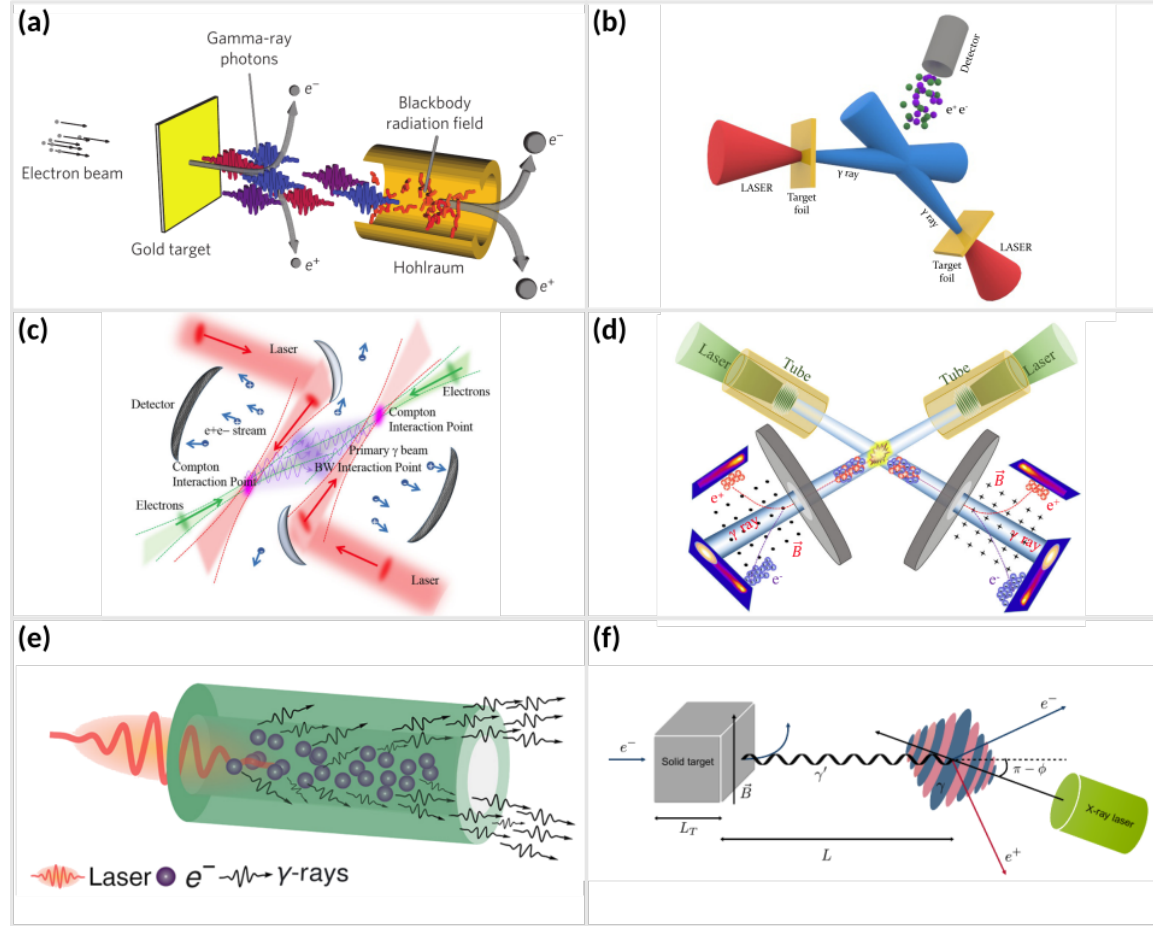 (a)
Gamma-ray
photons
e⁻
Blackbody
radiation field
e⁻
Electron beam
Gold target
e⁺
Hohlraum
e⁺
(b)
Detector
e⁺ e⁻
LASER
γ ray
Target
foil
γ ray
LASER
Target
foil
(c)
Laser
Electrons
Detector
Compton
Interaction Point
e+e− stream
Primary γ beam
BW Interaction Point
Compton
Interaction Point
Electrons
Laser
(d)
Laser
Tube
Tube
Laser
e⁺
γ ray
B⃗
e⁻
B⃗
e⁺
γ ray
e⁻
(e)
Laser e⁻ γ-rays
(f)
e⁻
e⁻
Solid target
γ′
B⃗
γ
π − ϕ
X-ray laser
L_T
L
e⁺